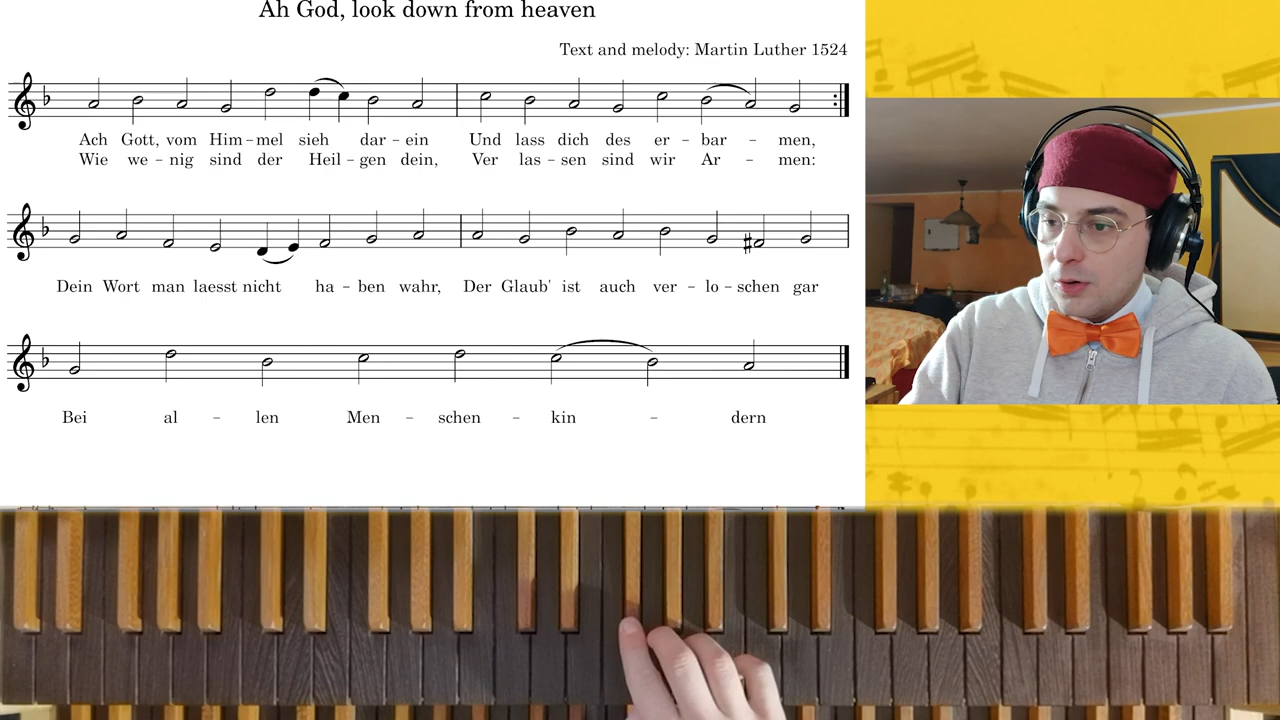 Ah God, look down from heaven
Text and melody: Martin Luther 1524
Ach Gott, vom Him-mel sieh dar-ein Und lass dich des er-bar-men,
Wie we-nig sind der Heil-gen dein, Ver las-sen sind wir Ar-men:
Dein Wort man laesst nicht ha-ben wahr, Der Glaub' ist auch ver-lo-schen gar
Bei al-len Men-schen-kin-dern